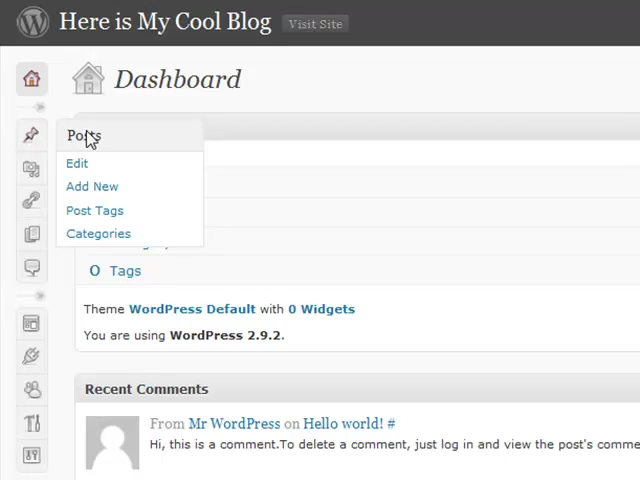 Here is My Cool Blog Visit Site
Dashboard
Posts
Edit
Add New
Post Tags
Categories
0 Tags
Theme WordPress Default with 0 Widgets
You are using WordPress 2.9.2.
Recent Comments
From Mr WordPress on Hello world! #
Hi, this is a comment.To delete a comment, just log in and view the post's comme